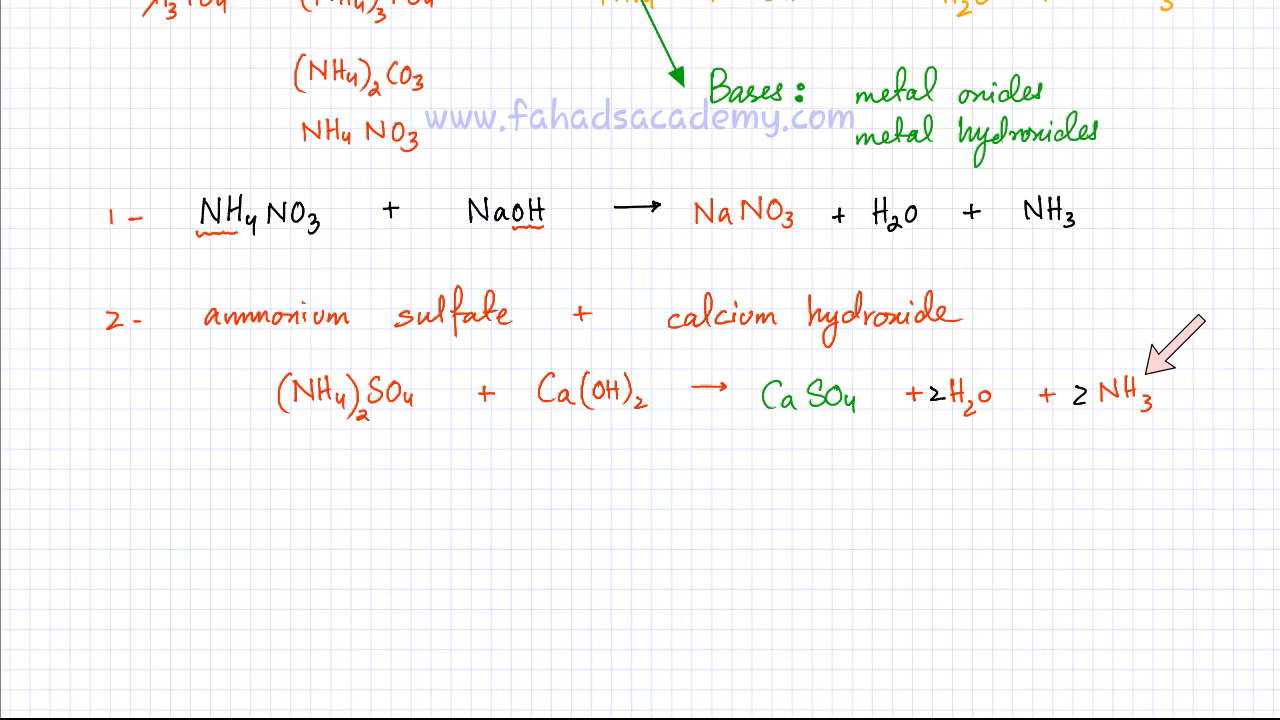 (NH₄)₂CO₃
Bases: metal oxides
www.fahadsacademy.com
NH₄NO₃
metal hydroxides
1- NH₄NO₃ + NaOH → NaNO₃ + H₂O + NH₃
2- ammonium sulfate + calcium hydroxide
(NH₄)₂SO₄ + Ca(OH)₂ → CaSO₄ + 2H₂O + 2NH₃